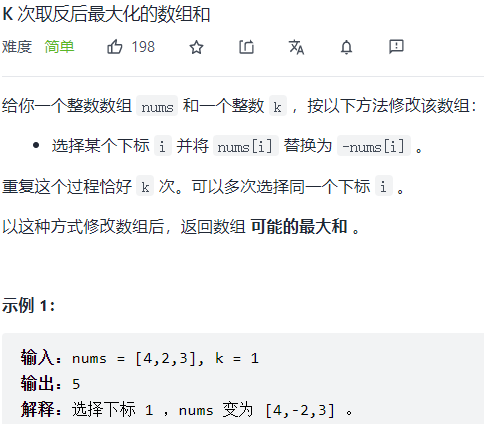 K 次取反后最大化的数组和
难度 简单 198
给你一个整数数组 nums 和一个整数 k ，按以下方法修改该数组：
选择某个下标 i 并将 nums[i] 替换为 -nums[i] 。
重复这个过程恰好 k 次。可以多次选择同一个下标 i 。
以这种方式修改数组后，返回数组 可能的最大和 。
示例 1：
输入：nums = [4,2,3], k = 1
输出：5
解释：选择下标 1 ，nums 变为 [4,-2,3] 。